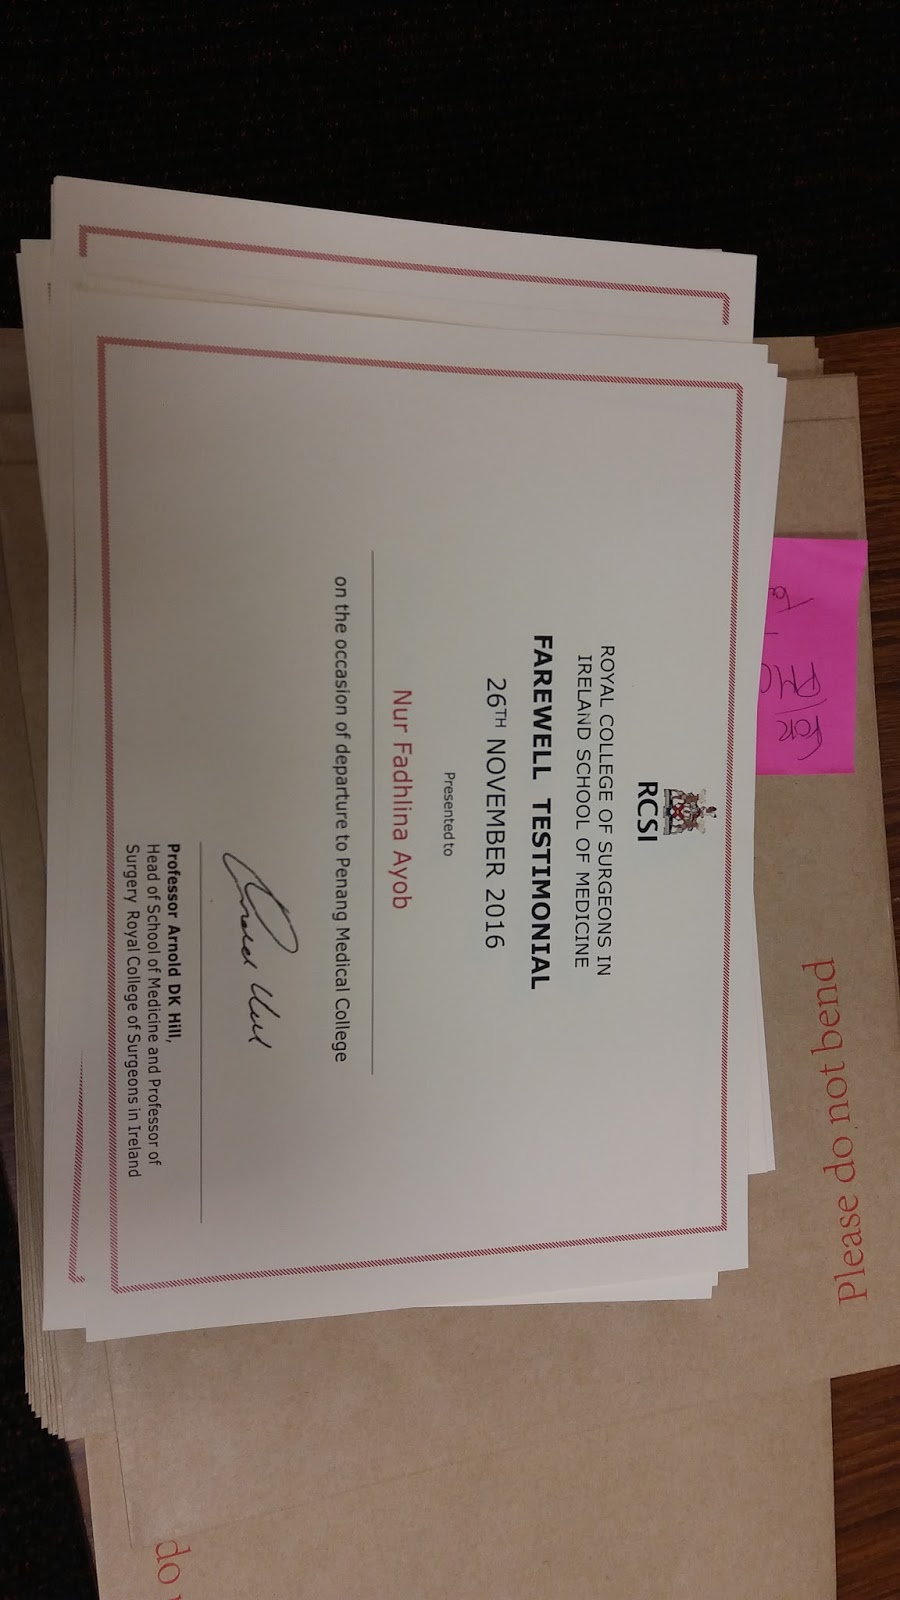 RCSI
ROYAL COLLEGE OF SURGEONS IN
IRELAND SCHOOL OF MEDICINE
FAREWELL TESTIMONIAL
26TH NOVEMBER 2016
Presented to
Nur Fadhlina Ayob
on the occasion of departure to Penang Medical College
Professor Arnold DK Hill,
Head of School of Medicine and Professor of
Surgery Royal College of Surgeons in Ireland
Please do not bend
do